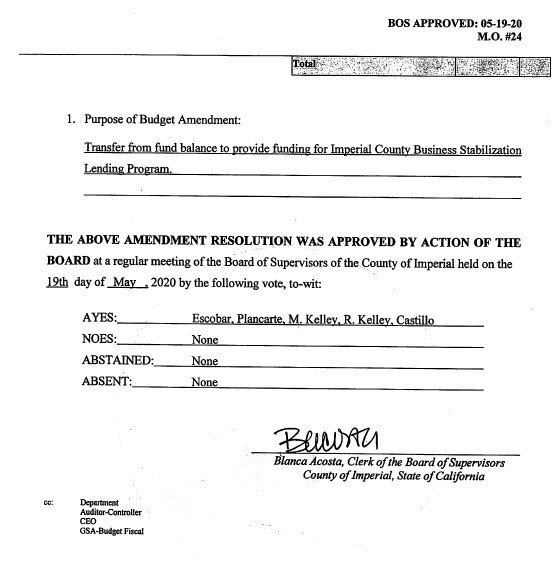 BOS APPROVED: 05-19-20
M.O. #24
Total
1. Purpose of Budget Amendment:
Transfer from fund balance to provide funding for Imperial County Business Stabilization
Lending Program.
THE ABOVE AMENDMENT RESOLUTION WAS APPROVED BY ACTION OF THE
BOARD at a regular meeting of the Board of Supervisors of the County of Imperial held on the
19th day of May , 2020 by the following vote, to-wit:
AYES: Escobar, Plancarte, M. Kelley, R. Kelley, Castillo
NOES: None
ABSTAINED: None
ABSENT: None
Blanca Acosta, Clerk of the Board of Supervisors
County of Imperial, State of California
cc: Department
Auditor-Controller
CEO
GSA-Budget Fiscal